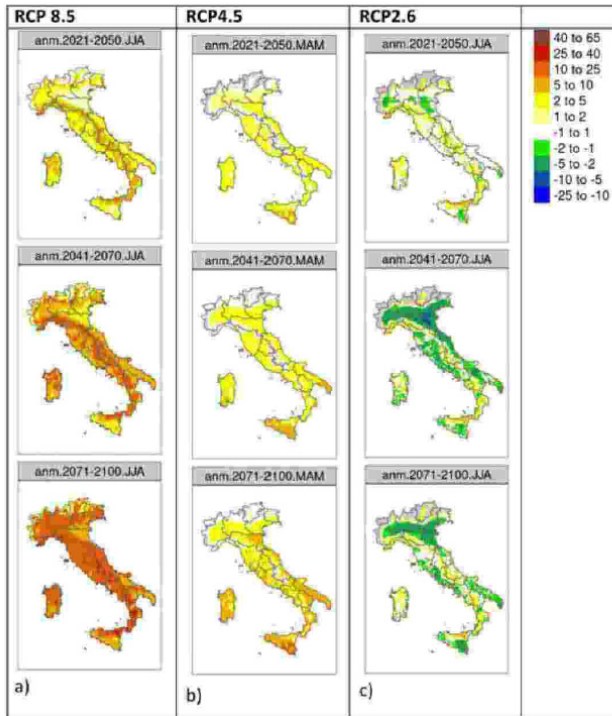 RCP 8.5
RCP4.5
RCP2.6
anm.2021-2050.JJA
anm.2021-2050.MAM
anm.2021-2050.JJA
40 to 65
25 to 40
10 to 25
5 to 10
2 to 5
1 to 2
-1 to 1
-2 to -1
-5 to -2
-10 to -5
-25 to -10
anm.2041-2070.JJA
anm.2041-2070.MAM
anm.2041-2070.JJA
anm.2071-2100.JJA
anm.2071-2100.MAM
anm.2071-2100.JJA
a)
b)
c)